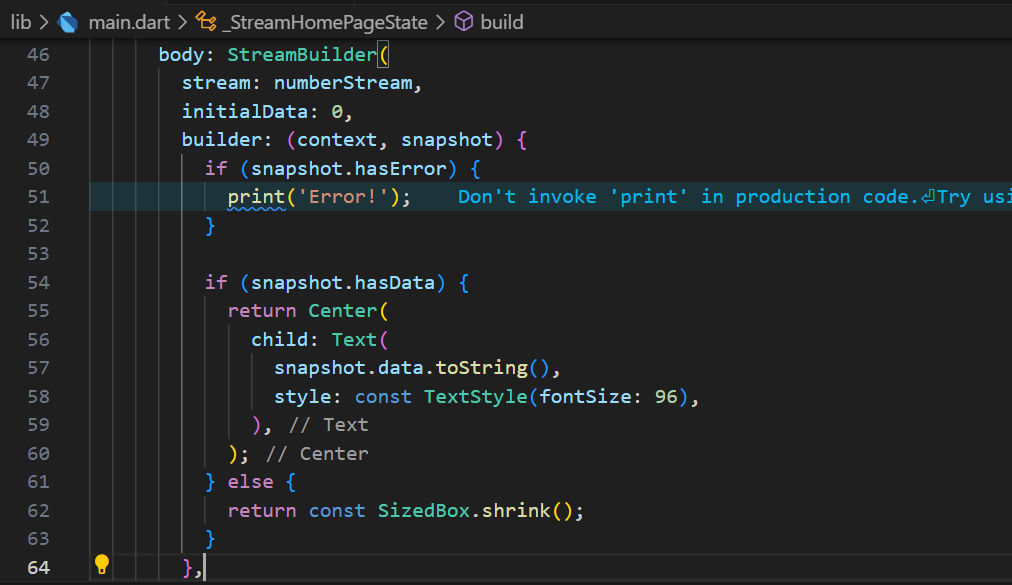 lib > main.dart > _StreamHomePageState > build
46 body: StreamBuilder(
47 stream: numberStream,
48 initialData: 0,
49 builder: (context, snapshot) {
50 if (snapshot.hasError) {
51 print('Error!'); Don't invoke 'print' in production code.⏎Try usi
52 }
53
54 if (snapshot.hasData) {
55 return Center(
56 child: Text(
57 snapshot.data.toString(),
58 style: const TextStyle(fontSize: 96),
59 ), // Text
60 ); // Center
61 } else {
62 return const SizedBox.shrink();
63 }
64 },